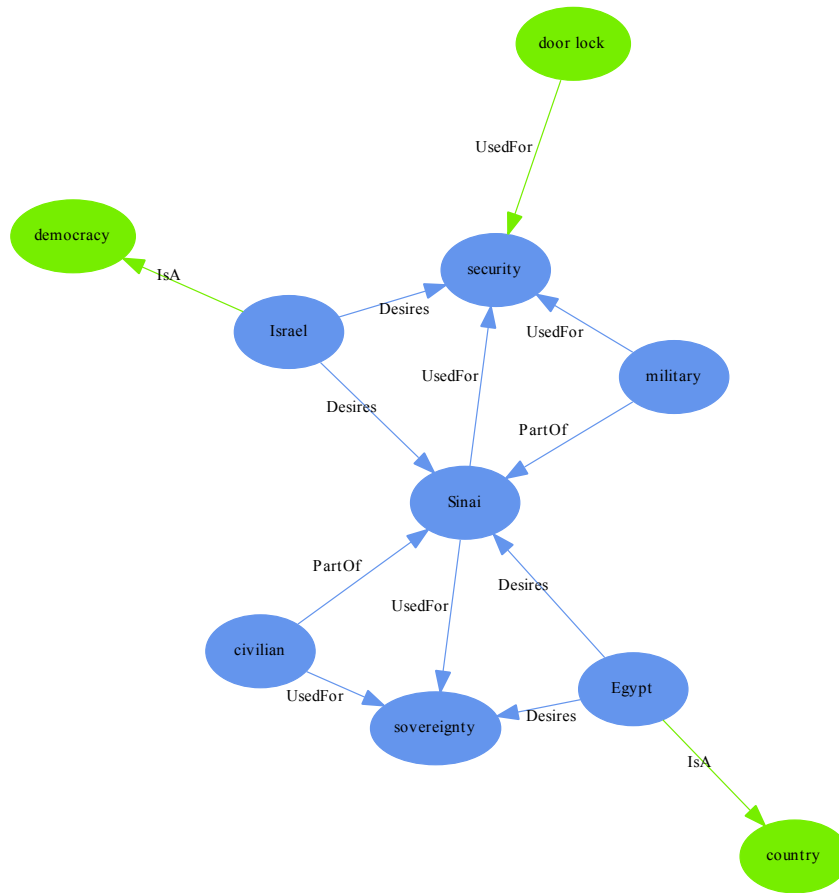 door lock
UsedFor
democracy
IsA
security
Israel
Desires
UsedFor
UsedFor
military
Desires
PartOf
Sinai
PartOf
Desires
UsedFor
civilian
Egypt
UsedFor
Desires
sovereignty
IsA
country